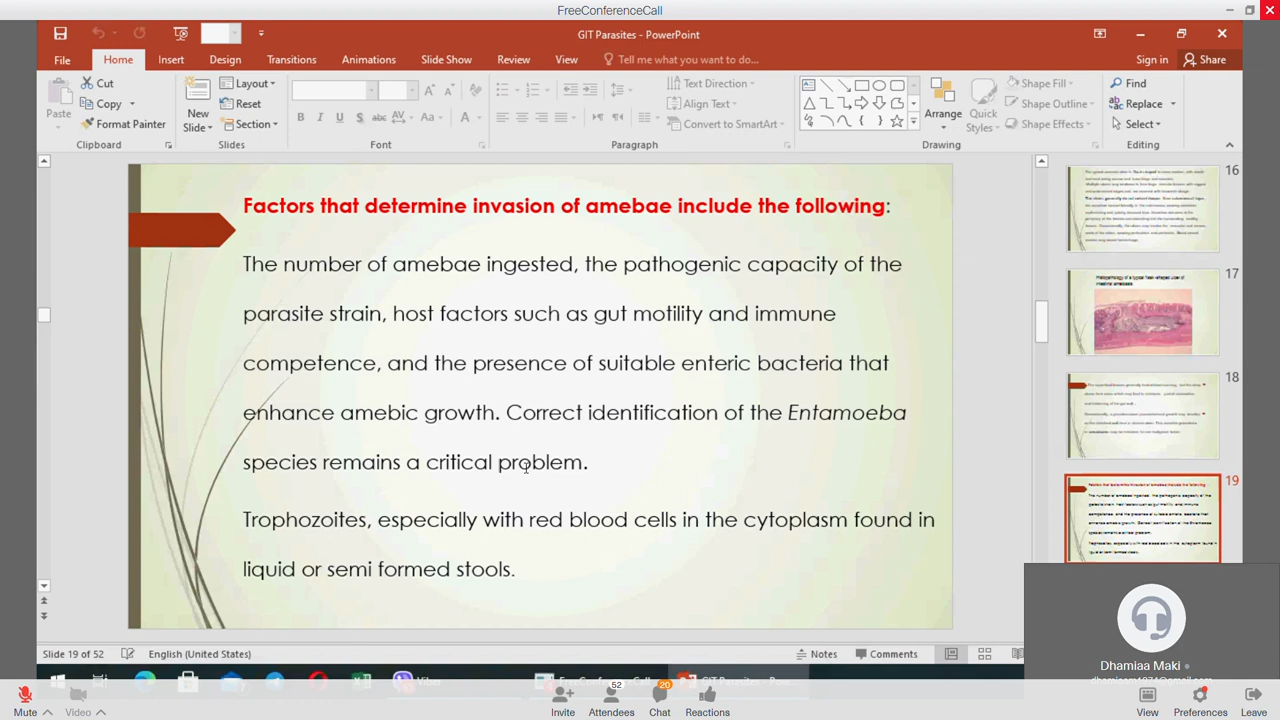 FreeConferenceCall
GIT Parasites - PowerPoint
File Home Insert Design Transitions Animations Slide Show Review View Tell me what you want to do... Sign in Share
Paste Cut Copy Format Painter
New Slide Layout Reset Section
B I U S abc AV Aa A
Text Direction Align Text Convert to SmartArt
Arrange Quick Styles Shape Fill Shape Outline Shape Effects
Find Replace Select
Clipboard Slides Font Paragraph Drawing Editing
Factors that determine invasion of amebae include the following:
The number of amebae ingested, the pathogenic capacity of the
parasite strain, host factors such as gut motility and immune
competence, and the presence of suitable enteric bacteria that
enhance amebic growth. Correct identification of the Entamoeba
species remains a critical problem.
Trophozoites, especially with red blood cells in the cytoplasm found in
liquid or semi formed stools.
16
17
18
19
Slide 19 of 52 English (United States) Notes Comments
Dhamiaa Maki
Viber
Mute Video Invite 52 Attendees 20 Chat Reactions View Preferences Leave